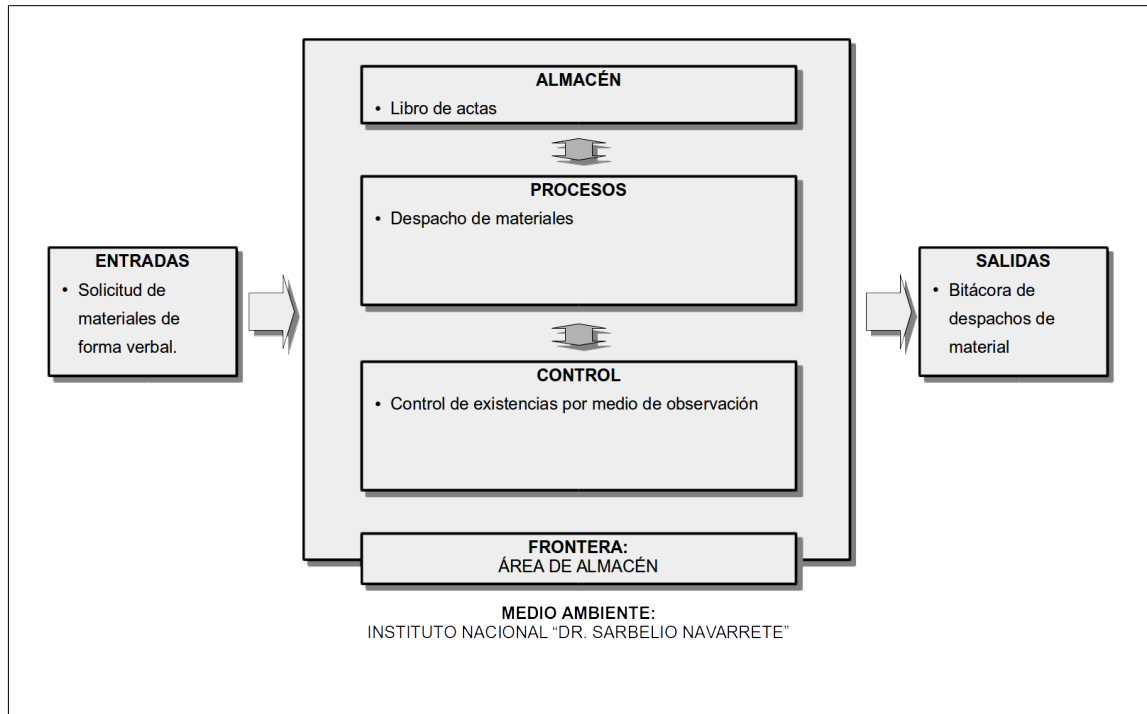 ALMACÉN
• Libro de actas
PROCESOS
• Despacho de materiales
ENTRADAS
• Solicitud de
materiales de
forma verbal.
SALIDAS
• Bitácora de
despachos de
material
CONTROL
• Control de existencias por medio de observación
FRONTERA:
ÁREA DE ALMACÉN
MEDIO AMBIENTE:
INSTITUTO NACIONAL “DR. SARBELIO NAVARRETE”